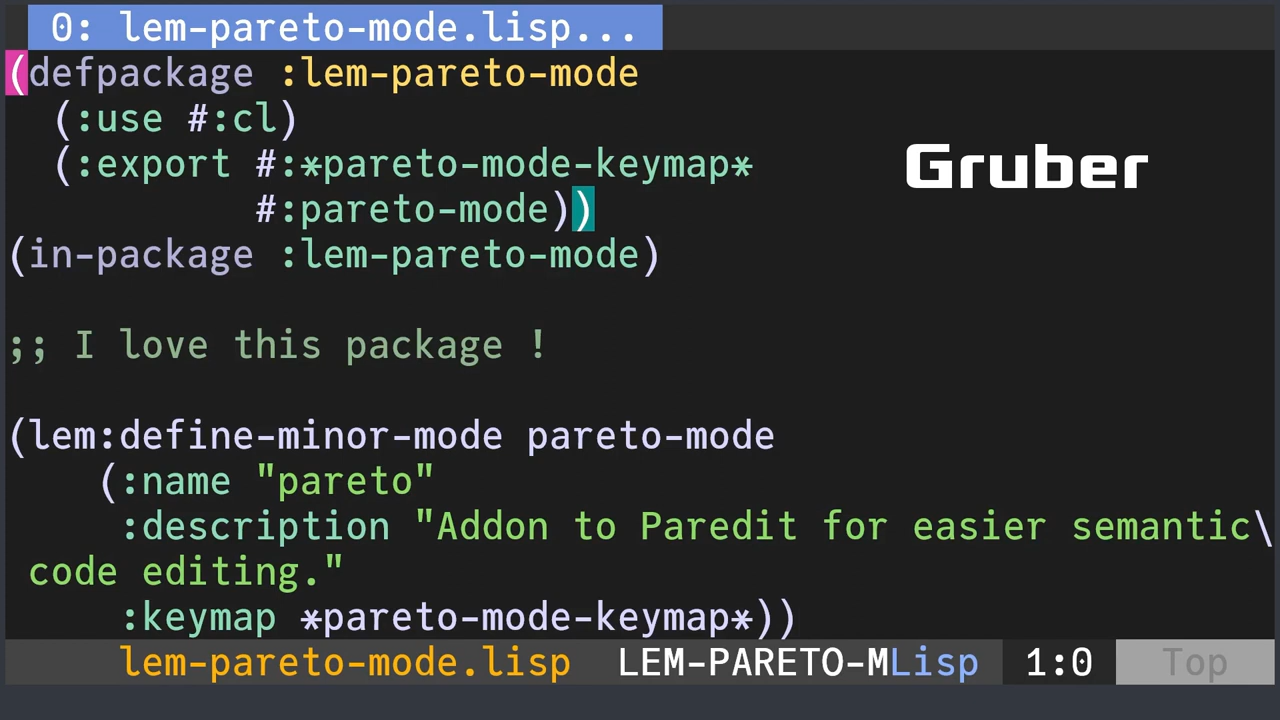 0: lem-pareto-mode.lisp...
(defpackage :lem-pareto-mode
(:use #:cl)
(:export #:*pareto-mode-keymap*
Gruber
#:pareto-mode))
(in-package :lem-pareto-mode)
;; I love this package !
(lem:define-minor-mode pareto-mode
(:name "pareto"
:description "Addon to Paredit for easier semantic\
code editing."
:keymap *pareto-mode-keymap*))
lem-pareto-mode.lisp LEM-PARETO-MLisp 1:0 Top